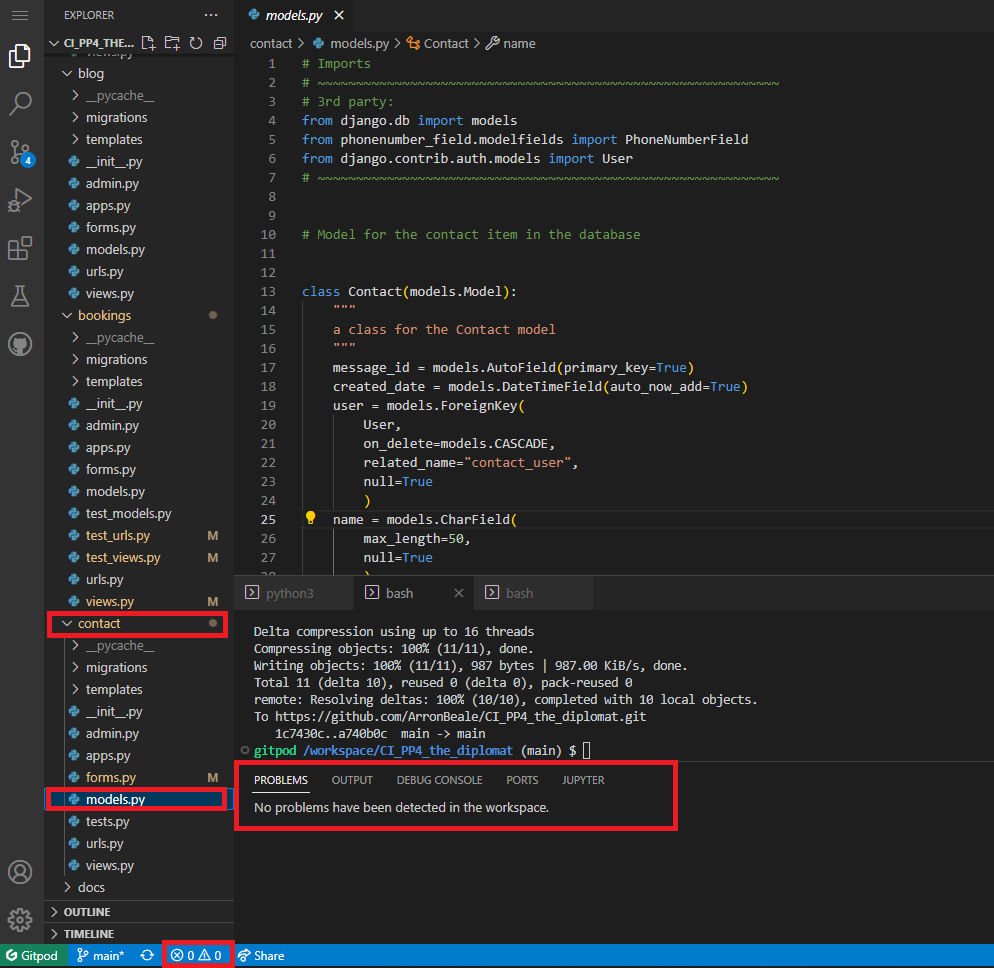 EXPLORER
CI_PP4_THE...
views.py
blog
__pycache__
migrations
templates
__init__.py
admin.py
apps.py
forms.py
models.py
urls.py
views.py
bookings
__pycache__
migrations
templates
__init__.py
admin.py
apps.py
forms.py
models.py
test_models.py
test_urls.py M
test_views.py M
urls.py
views.py M
contact
__pycache__
migrations
templates
__init__.py
admin.py
apps.py
forms.py M
models.py
tests.py
urls.py
views.py
docs
OUTLINE
TIMELINE
4
models.py
contact > models.py > Contact > name
1 # Imports
2 # ~~~~~~~~~~~~~~~~~~~~~~~~~~~~~~~~~~~~~~~~~~~~~~~~~~~~~~~~~~~~
3 # 3rd party:
4 from django.db import models
5 from phonenumber_field.modelfields import PhoneNumberField
6 from django.contrib.auth.models import User
7 # ~~~~~~~~~~~~~~~~~~~~~~~~~~~~~~~~~~~~~~~~~~~~~~~~~~~~~~~~~~~~
8
9
10 # Model for the contact item in the database
11
12
13 class Contact(models.Model):
14 """
15 a class for the Contact model
16 """
17 message_id = models.AutoField(primary_key=True)
18 created_date = models.DateTimeField(auto_now_add=True)
19 user = models.ForeignKey(
20 User,
21 on_delete=models.CASCADE,
22 related_name="contact_user",
23 null=True
24 )
25 name = models.CharField(
26 max_length=50,
27 null=True
28 )
python3 bash bash
Delta compression using up to 16 threads
Compressing objects: 100% (11/11), done.
Writing objects: 100% (11/11), 987 bytes | 987.00 KiB/s, done.
Total 11 (delta 10), reused 0 (delta 0), pack-reused 0
remote: Resolving deltas: 100% (10/10), completed with 10 local objects.
To https://github.com/ArronBeale/CI_PP4_the_diplomat.git
1c7430c..a740b0c main -> main
gitpod /workspace/CI_PP4_the_diplomat (main) $
PROBLEMS OUTPUT DEBUG CONSOLE PORTS JUPYTER
No problems have been detected in the workspace.
Gitpod main* 0 0 Share